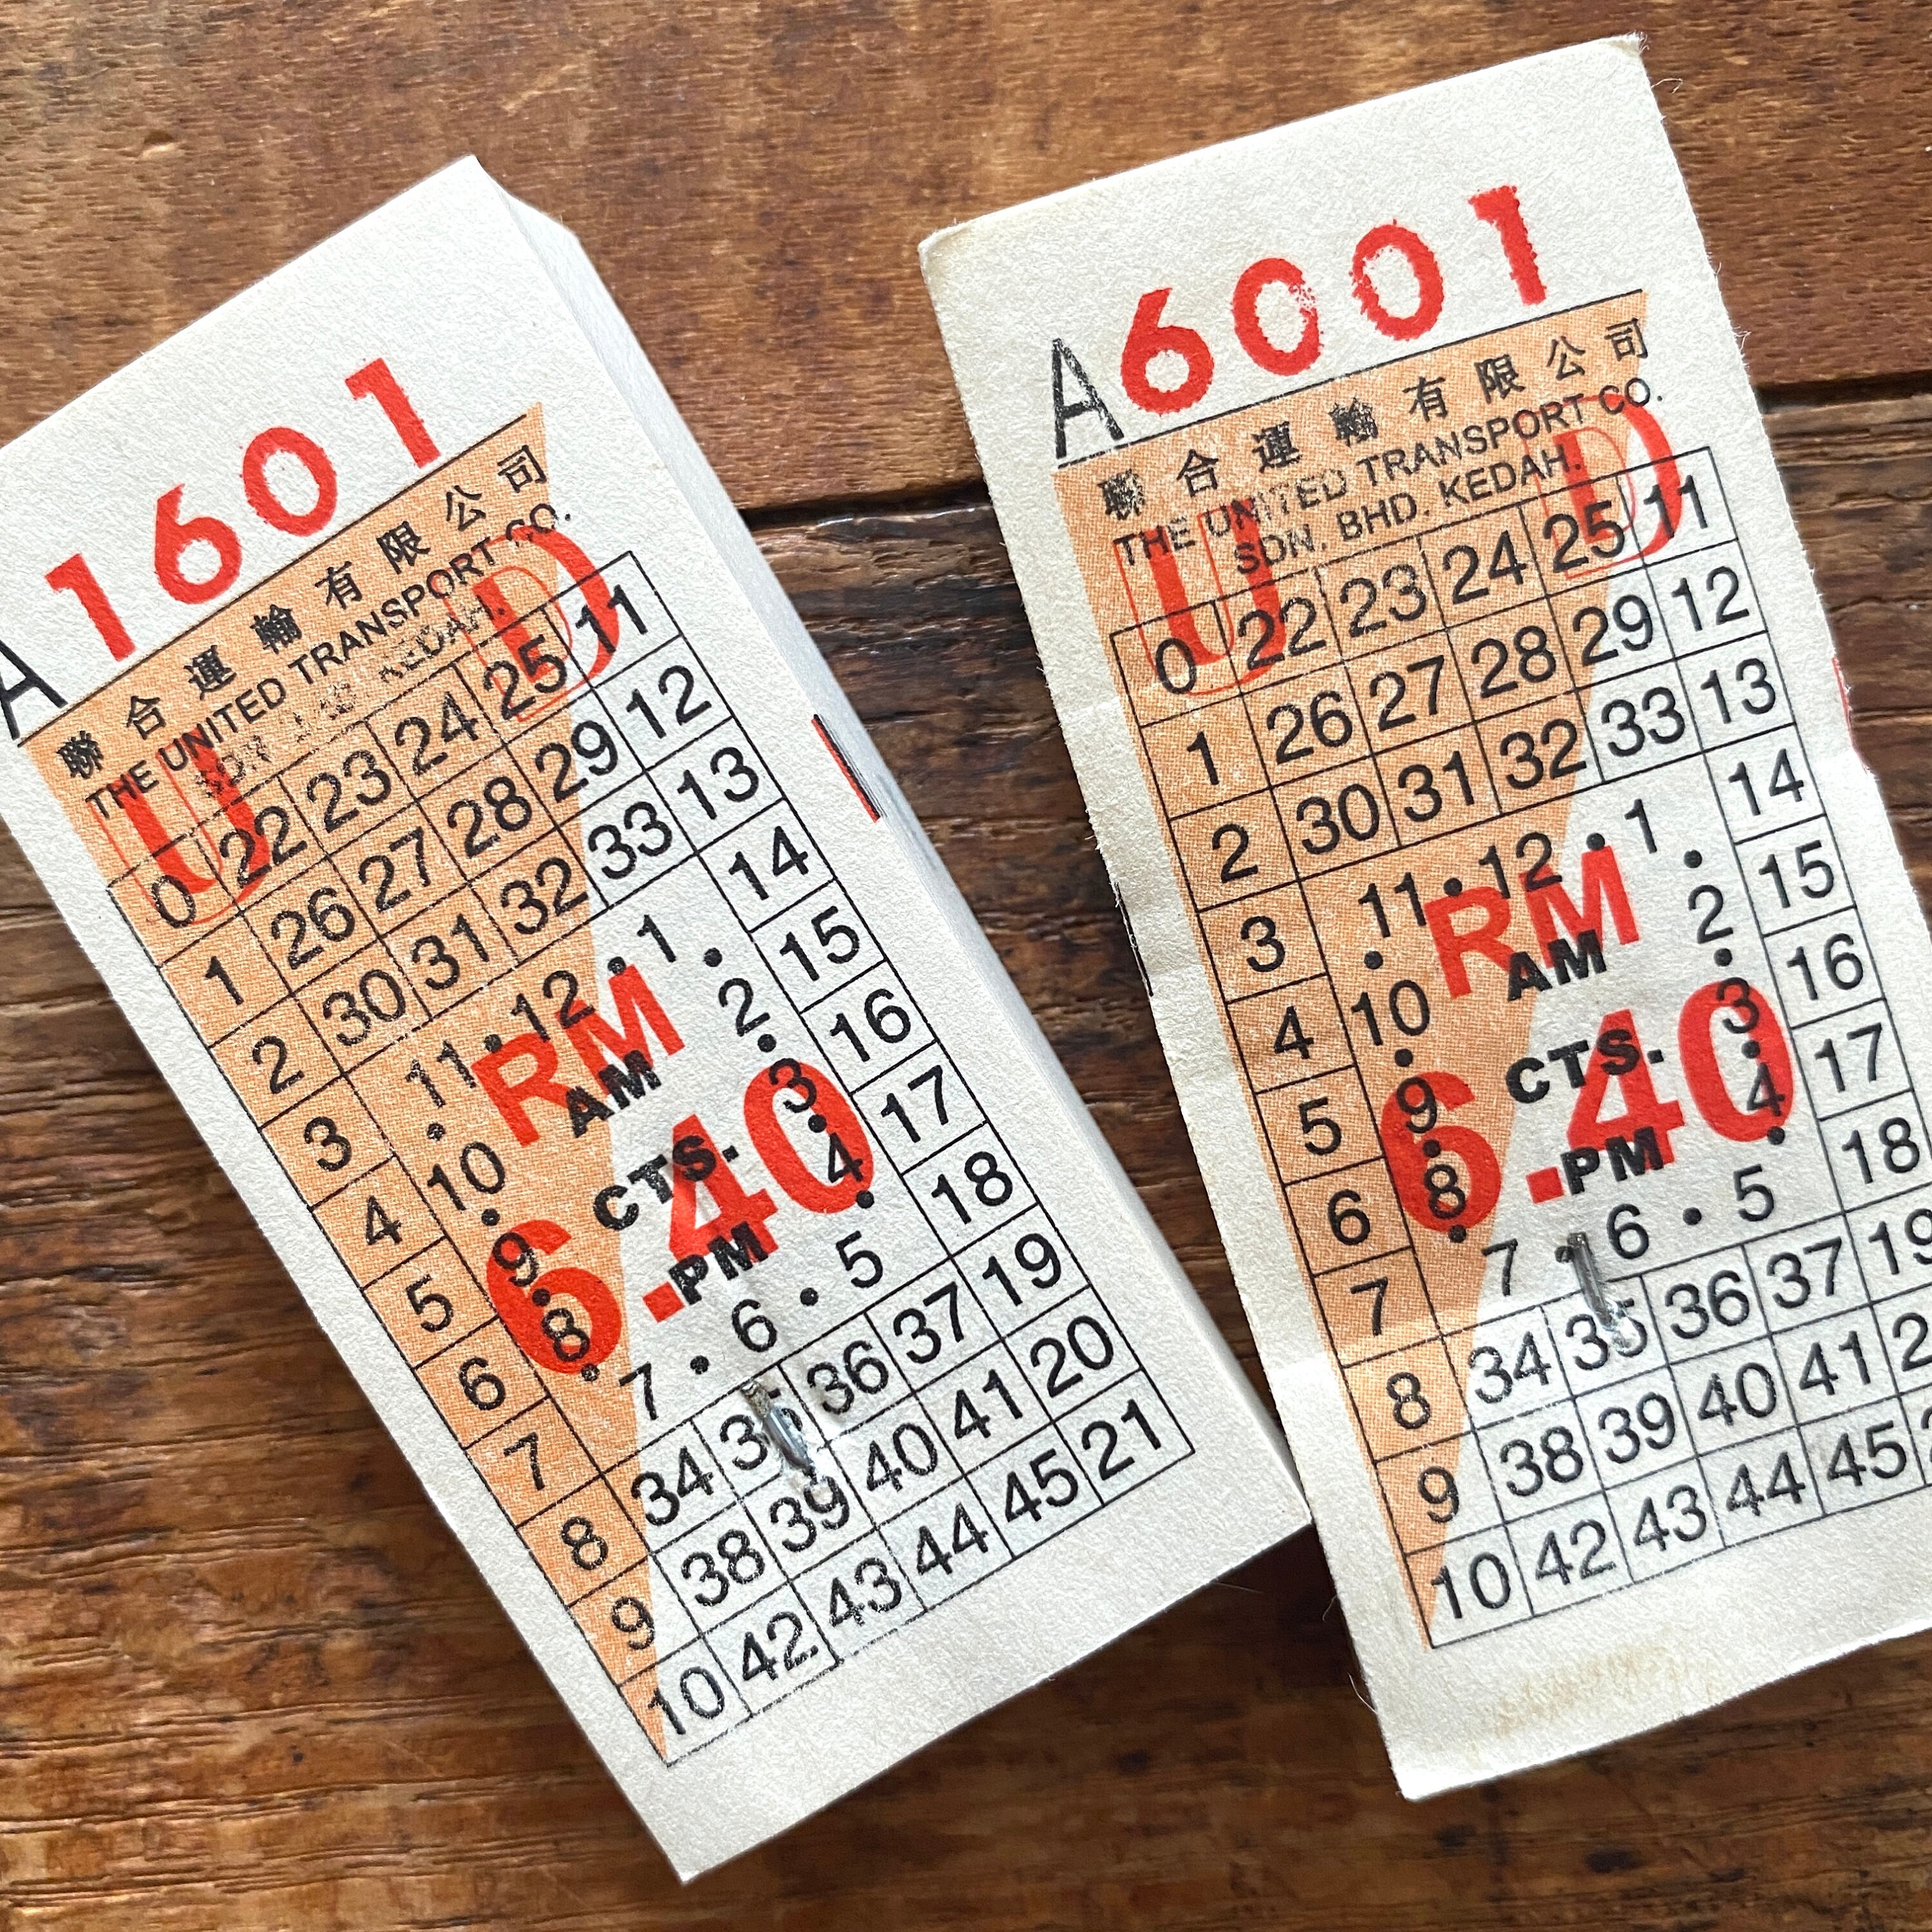 A 1601
聯合運輸有限公司
THE UNITED TRANSPORT CO.
SDN. BHD. KEDAH.
U D
0 22 23 24 25 11
1 26 27 28 29 12
2 30 31 32 33 13
3 11 • 12 • 1 • 14
4 • 10 RM 2 15
5 • 9 AM • 3 16
6 • 8 CTS. • 4 17
7 • 6.40 • 18
PM
7 • 6 • 5
8 34 35 36 37 19
9 38 39 40 41 20
10 42 43 44 45 21
A 6001
聯合運輸有限公司
THE UNITED TRANSPORT CO.
SDN. BHD. KEDAH.
U D
0 22 23 24 25 11
1 26 27 28 29 12
2 30 31 32 33 13
3 11 • 12 • 1 • 14
4 • 10 RM 2 15
5 • 9 AM • 3 16
6 • 8 CTS. • 4 17
7 • 6.40 • 18
PM
7 • 6 • 5
8 34 35 36 37 19
9 38 39 40 41
10 42 43 44 45